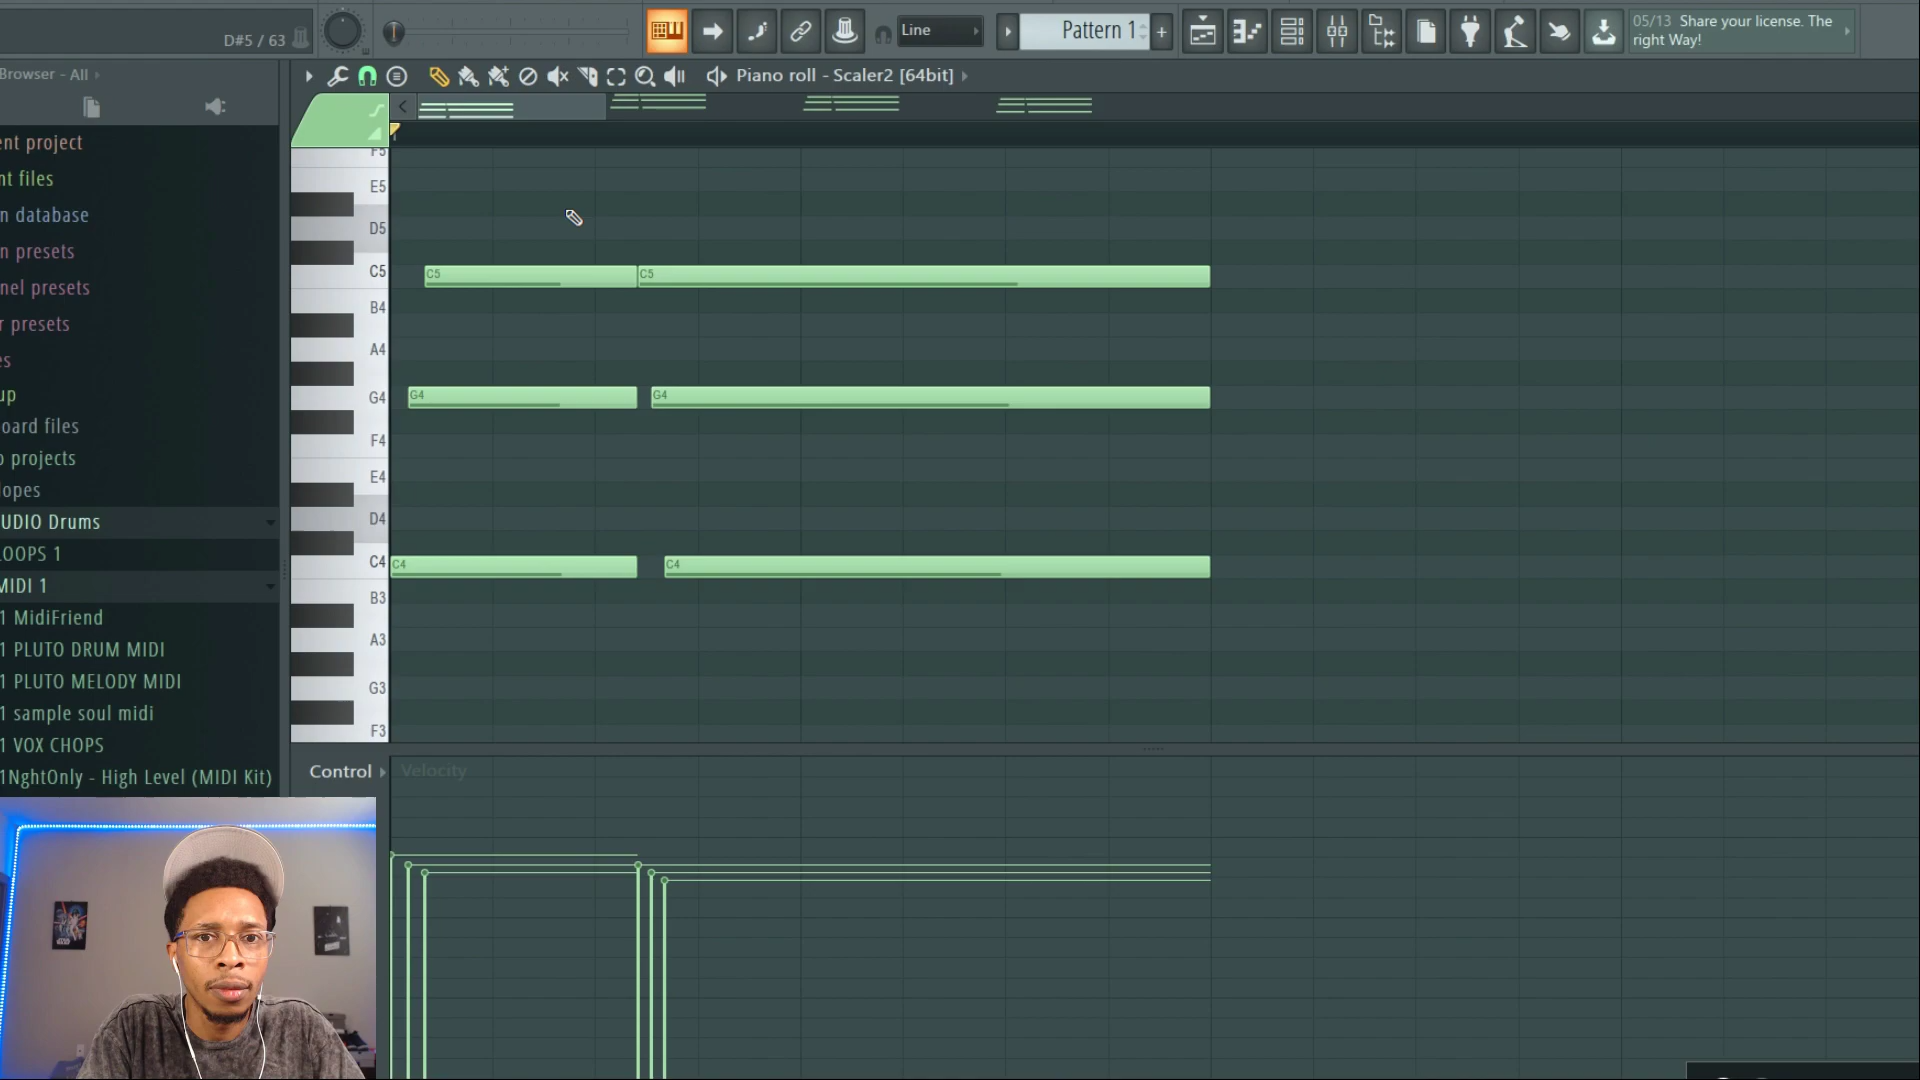 D#5 / 63
Line
Pattern 1
05/13 Share your license. The
right Way!
Browser - All
Piano roll - Scaler2 [64bit]
ent project
nt files
n database
n presets
nel presets
r presets
es
up
oard files
o projects
lopes
UDIO Drums
LOOPS 1
MIDI 1
1 MidiFriend
1 PLUTO DRUM MIDI
1 PLUTO MELODY MIDI
1 sample soul midi
1 VOX CHOPS
1NghtOnly - High Level (MIDI Kit)
F5
E5
D5
C5
B4
A4
G4
F4
E4
D4
C4
B3
A3
G3
F3
C5
C5
G4
G4
C4
C4
Control
Velocity